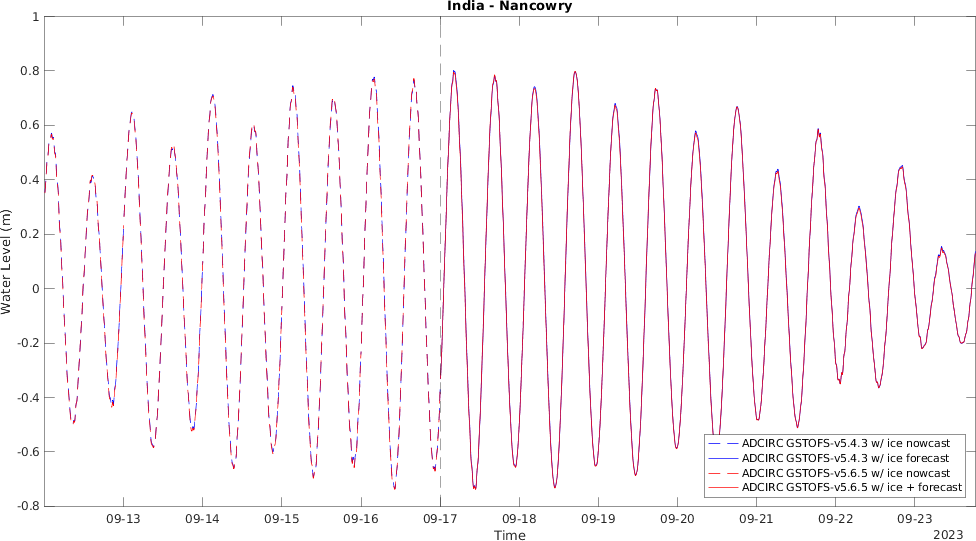 India - Nancowry
1
0.8
0.6
0.4
0.2
0
-0.2
-0.4
-0.6
-0.8
Water Level (m)
ADCIRC GSTOFS-v5.4.3 w/ ice nowcast
ADCIRC GSTOFS-v5.4.3 w/ ice forecast
ADCIRC GSTOFS-v5.6.5 w/ ice nowcast
ADCIRC GSTOFS-v5.6.5 w/ ice + forecast
09-13 09-14 09-15 09-16 09-17 09-18 09-19 09-20 09-21 09-22 09-23
Time
2023